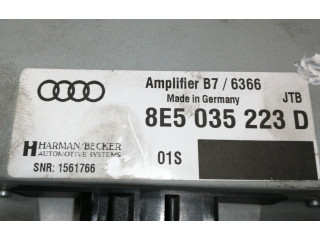 Amplifier B7 / 6366
Made in Germany
JTB
8E5 035 223 D
H HARMAN/BECKER
AUTOMOTIVE SYSTEMS
01S
SNR: 1561766